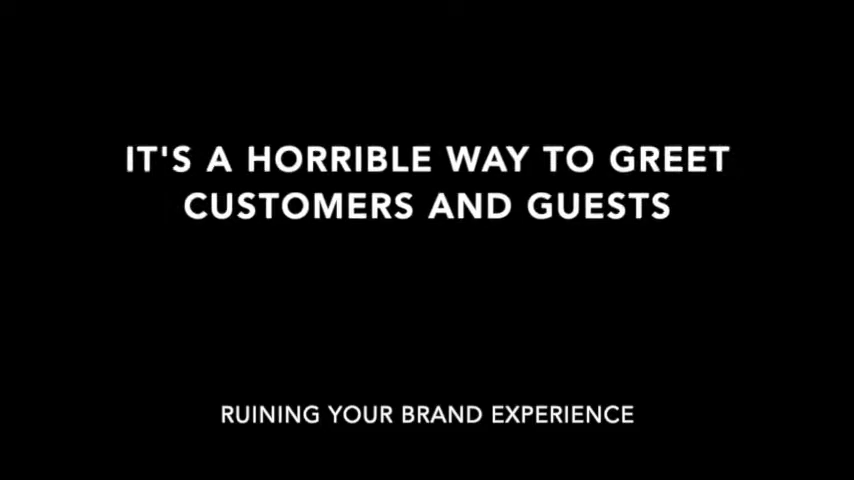 IT'S A HORRIBLE WAY TO GREET
CUSTOMERS AND GUESTS
RUINING YOUR BRAND EXPERIENCE